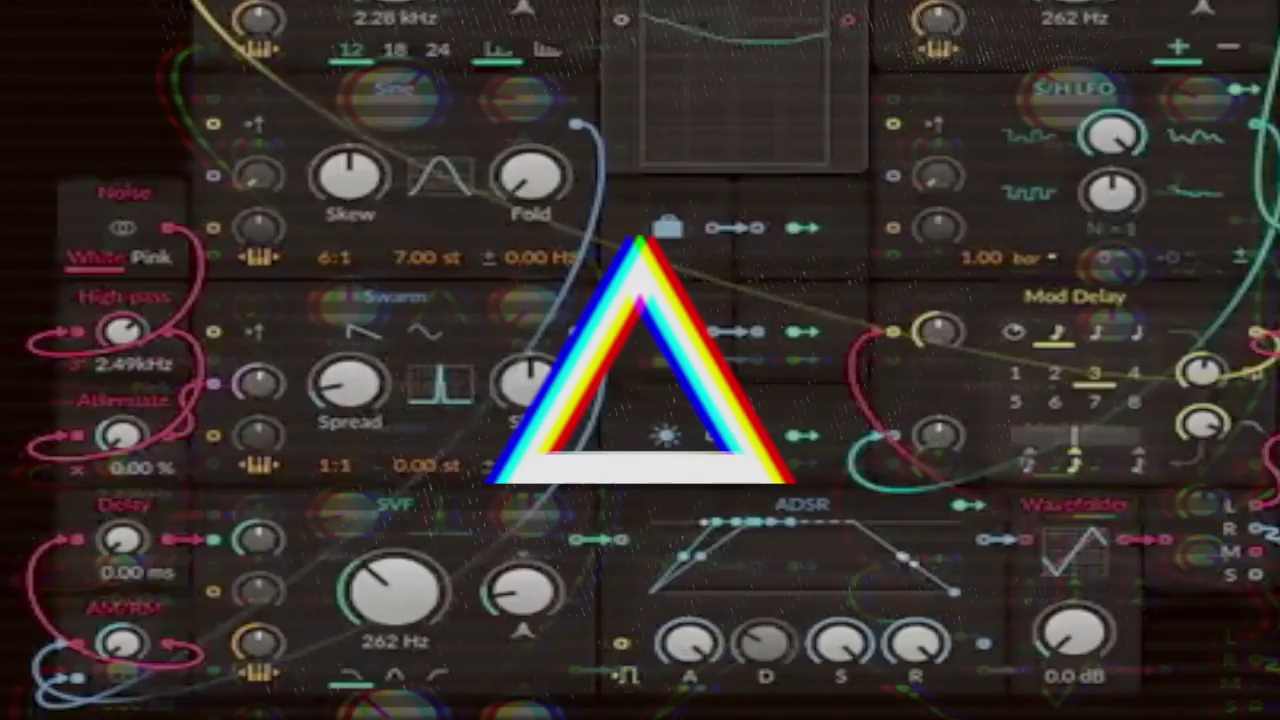 2.28 kHz
262 Hz
12 18 24
Sine
S/H LFO
Skew
Fold
Noise
White Pink
6:1 7.00 st ± 0.00 Hz
N = 1
1.00 bar
High-pass
Swarm
Mod Delay
2.49kHz
1 2 3 4
5 6 7 8
Attenuate
Spread
0.00 %
1:1 0.00 st
Delay
SVF
ADSR
Wavefolder
L
R
M
S
0.00 ms
AM/RM
262 Hz
A D S R
0.0 dB